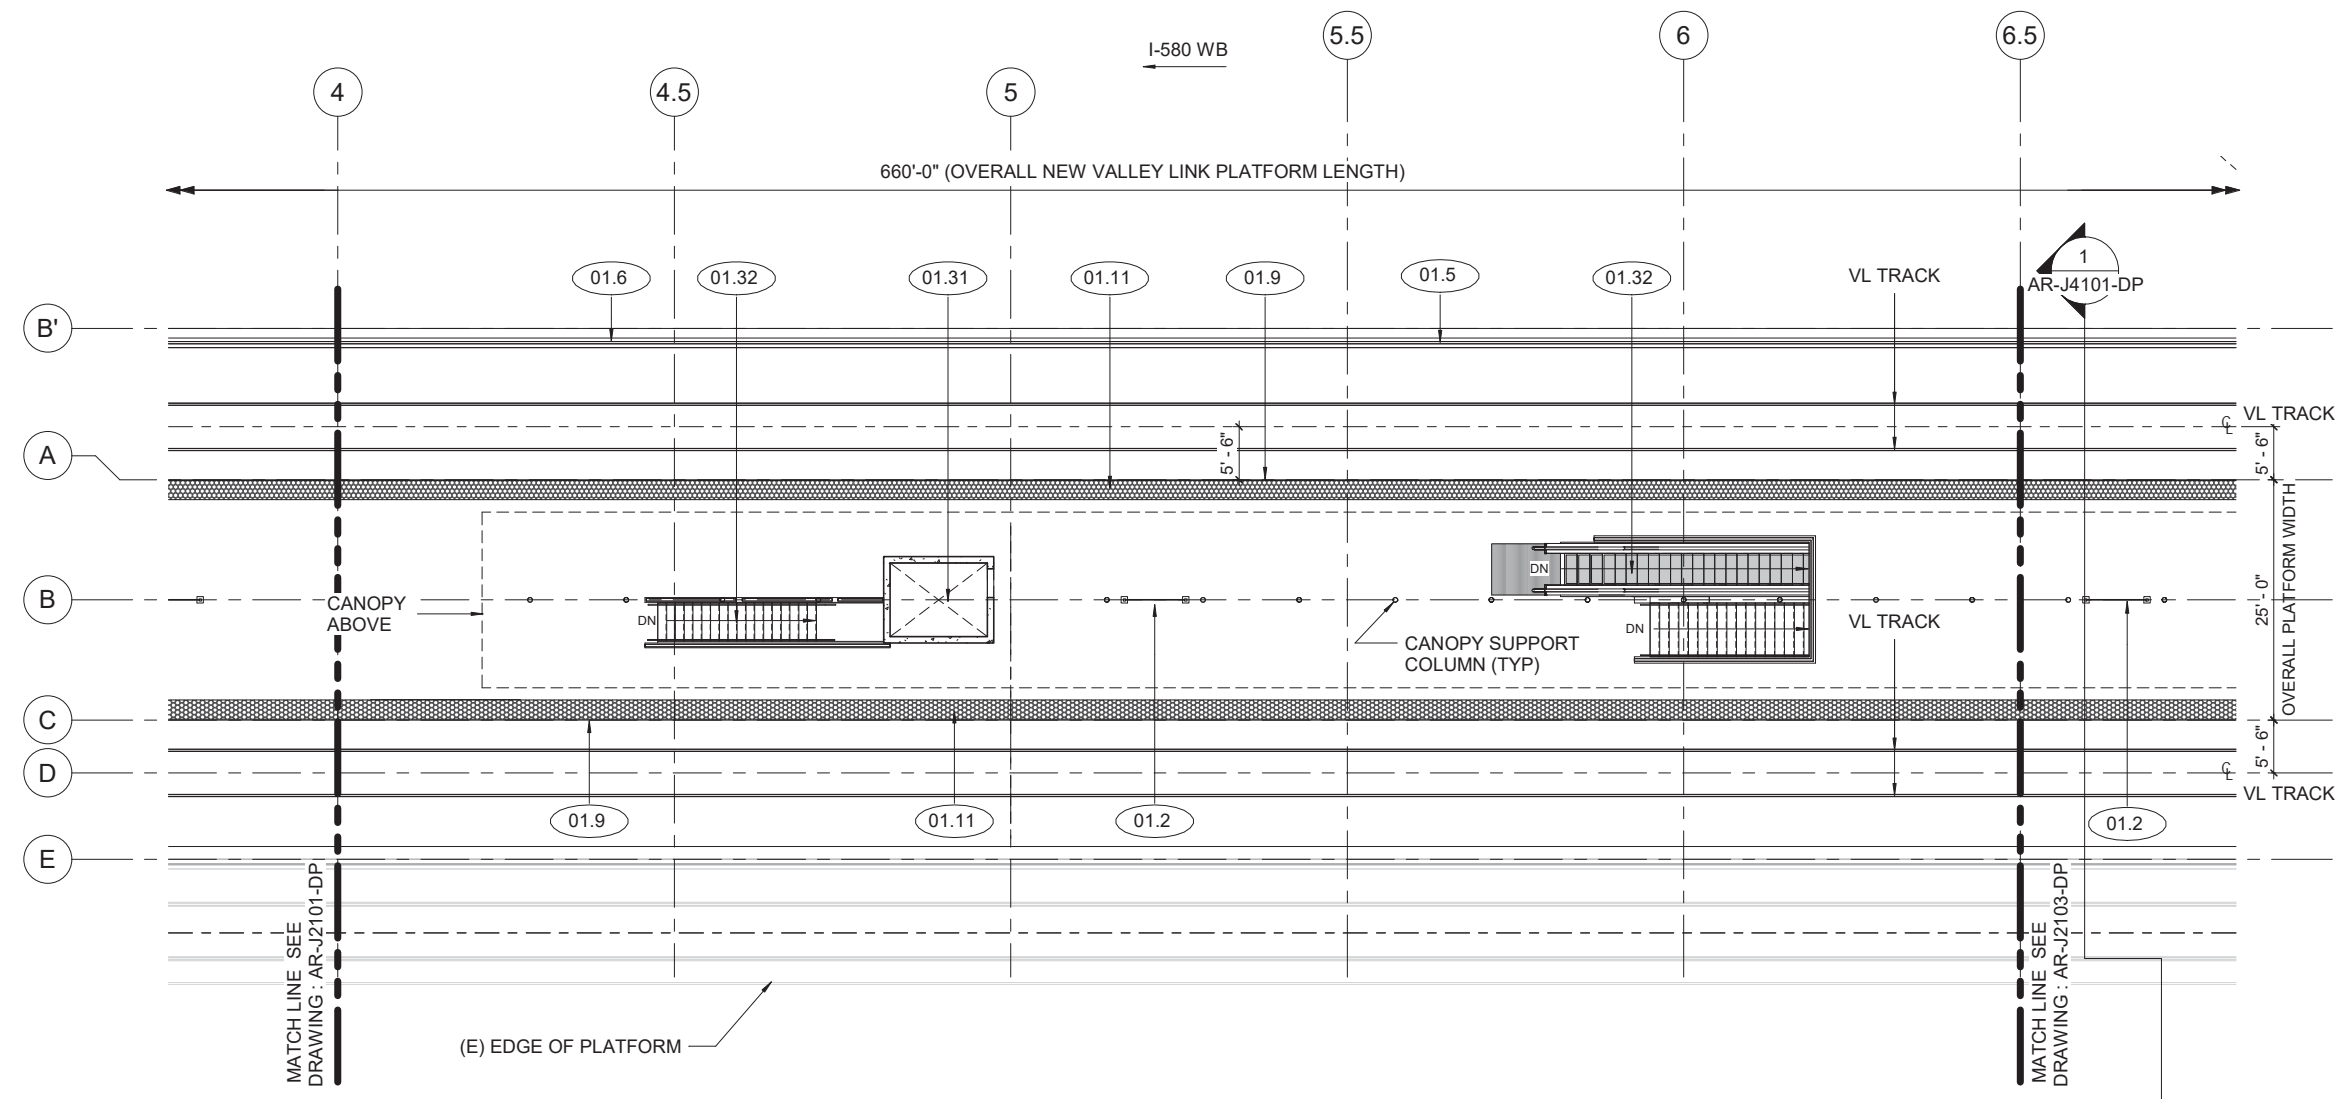 5.5
6
6.5
I-580 WB
4
4.5
5
660'-0" (OVERALL NEW VALLEY LINK PLATFORM LENGTH)
01.6
01.32
01.31
01.11
01.9
01.5
01.32
VL TRACK
1
AR-J4101-DP
B'
VL TRACK
A
5' - 6"
5' - 6"
DN
B
CANOPY
ABOVE
DN
CANOPY SUPPORT
COLUMN (TYP)
DN
VL TRACK
25' - 0"
OVERALL PLATFORM WIDTH
C
5' - 6"
D
VL TRACK
01.9
01.11
01.2
01.2
E
MATCH LINE  SEE
DRAWING : AR-J2101-DP
MATCH LINE  SEE
DRAWING : AR-J2103-DP
(E) EDGE OF PLATFORM